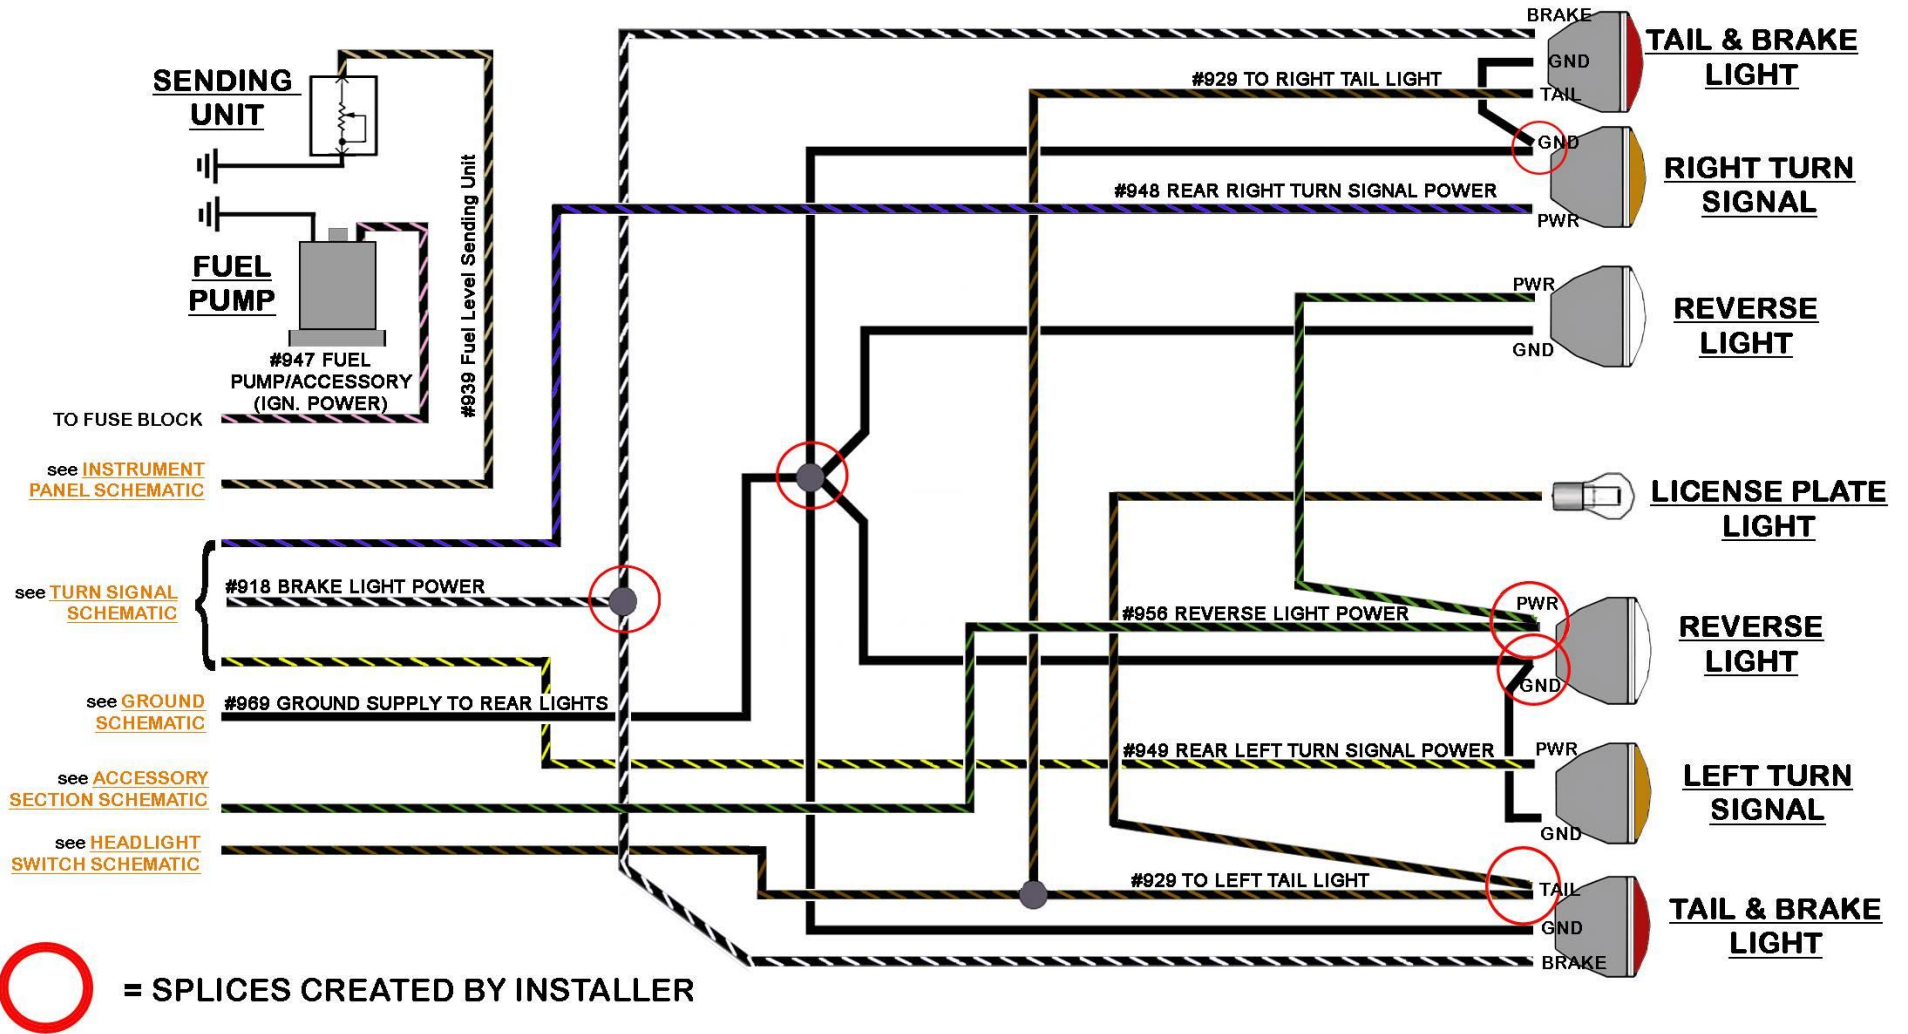 SENDING
UNIT
FUEL
PUMP
#947 FUEL
PUMP/ACCESSORY
(IGN. POWER)
#939 Fuel Level Sending Unit
TO FUSE BLOCK
see INSTRUMENT
PANEL SCHEMATIC
see TURN SIGNAL
SCHEMATIC
#918 BRAKE LIGHT POWER
see GROUND
SCHEMATIC
#969 GROUND SUPPLY TO REAR LIGHTS
see ACCESSORY
SECTION SCHEMATIC
see HEADLIGHT
SWITCH SCHEMATIC
= SPLICES CREATED BY INSTALLER
BRAKE
GND
TAIL
TAIL & BRAKE
LIGHT
#929 TO RIGHT TAIL LIGHT
GND
PWR
RIGHT TURN
SIGNAL
#948 REAR RIGHT TURN SIGNAL POWER
PWR
GND
REVERSE
LIGHT
LICENSE PLATE
LIGHT
#956 REVERSE LIGHT POWER
PWR
GND
REVERSE
LIGHT
#949 REAR LEFT TURN SIGNAL POWER
PWR
GND
LEFT TURN
SIGNAL
#929 TO LEFT TAIL LIGHT
TAIL
GND
BRAKE
TAIL & BRAKE
LIGHT